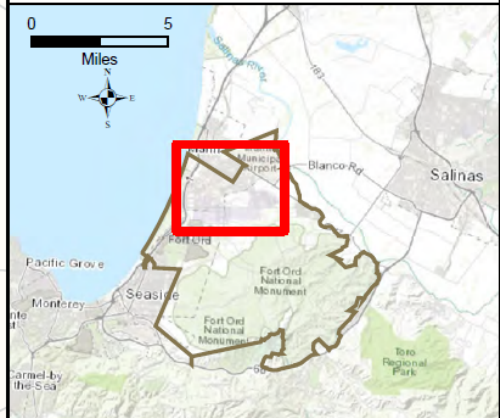 0 5
Miles
N
W E
S
Salinas River
183
Municipal
Airport
Blanco Rd
Salinas
Fort Ord
Pacific Grove
Fort Ord
National
Monument
Monterey
Seaside
Fort Ord
National
Monument
68
Toro
Regional
Park
Carmel-by
-the-Sea